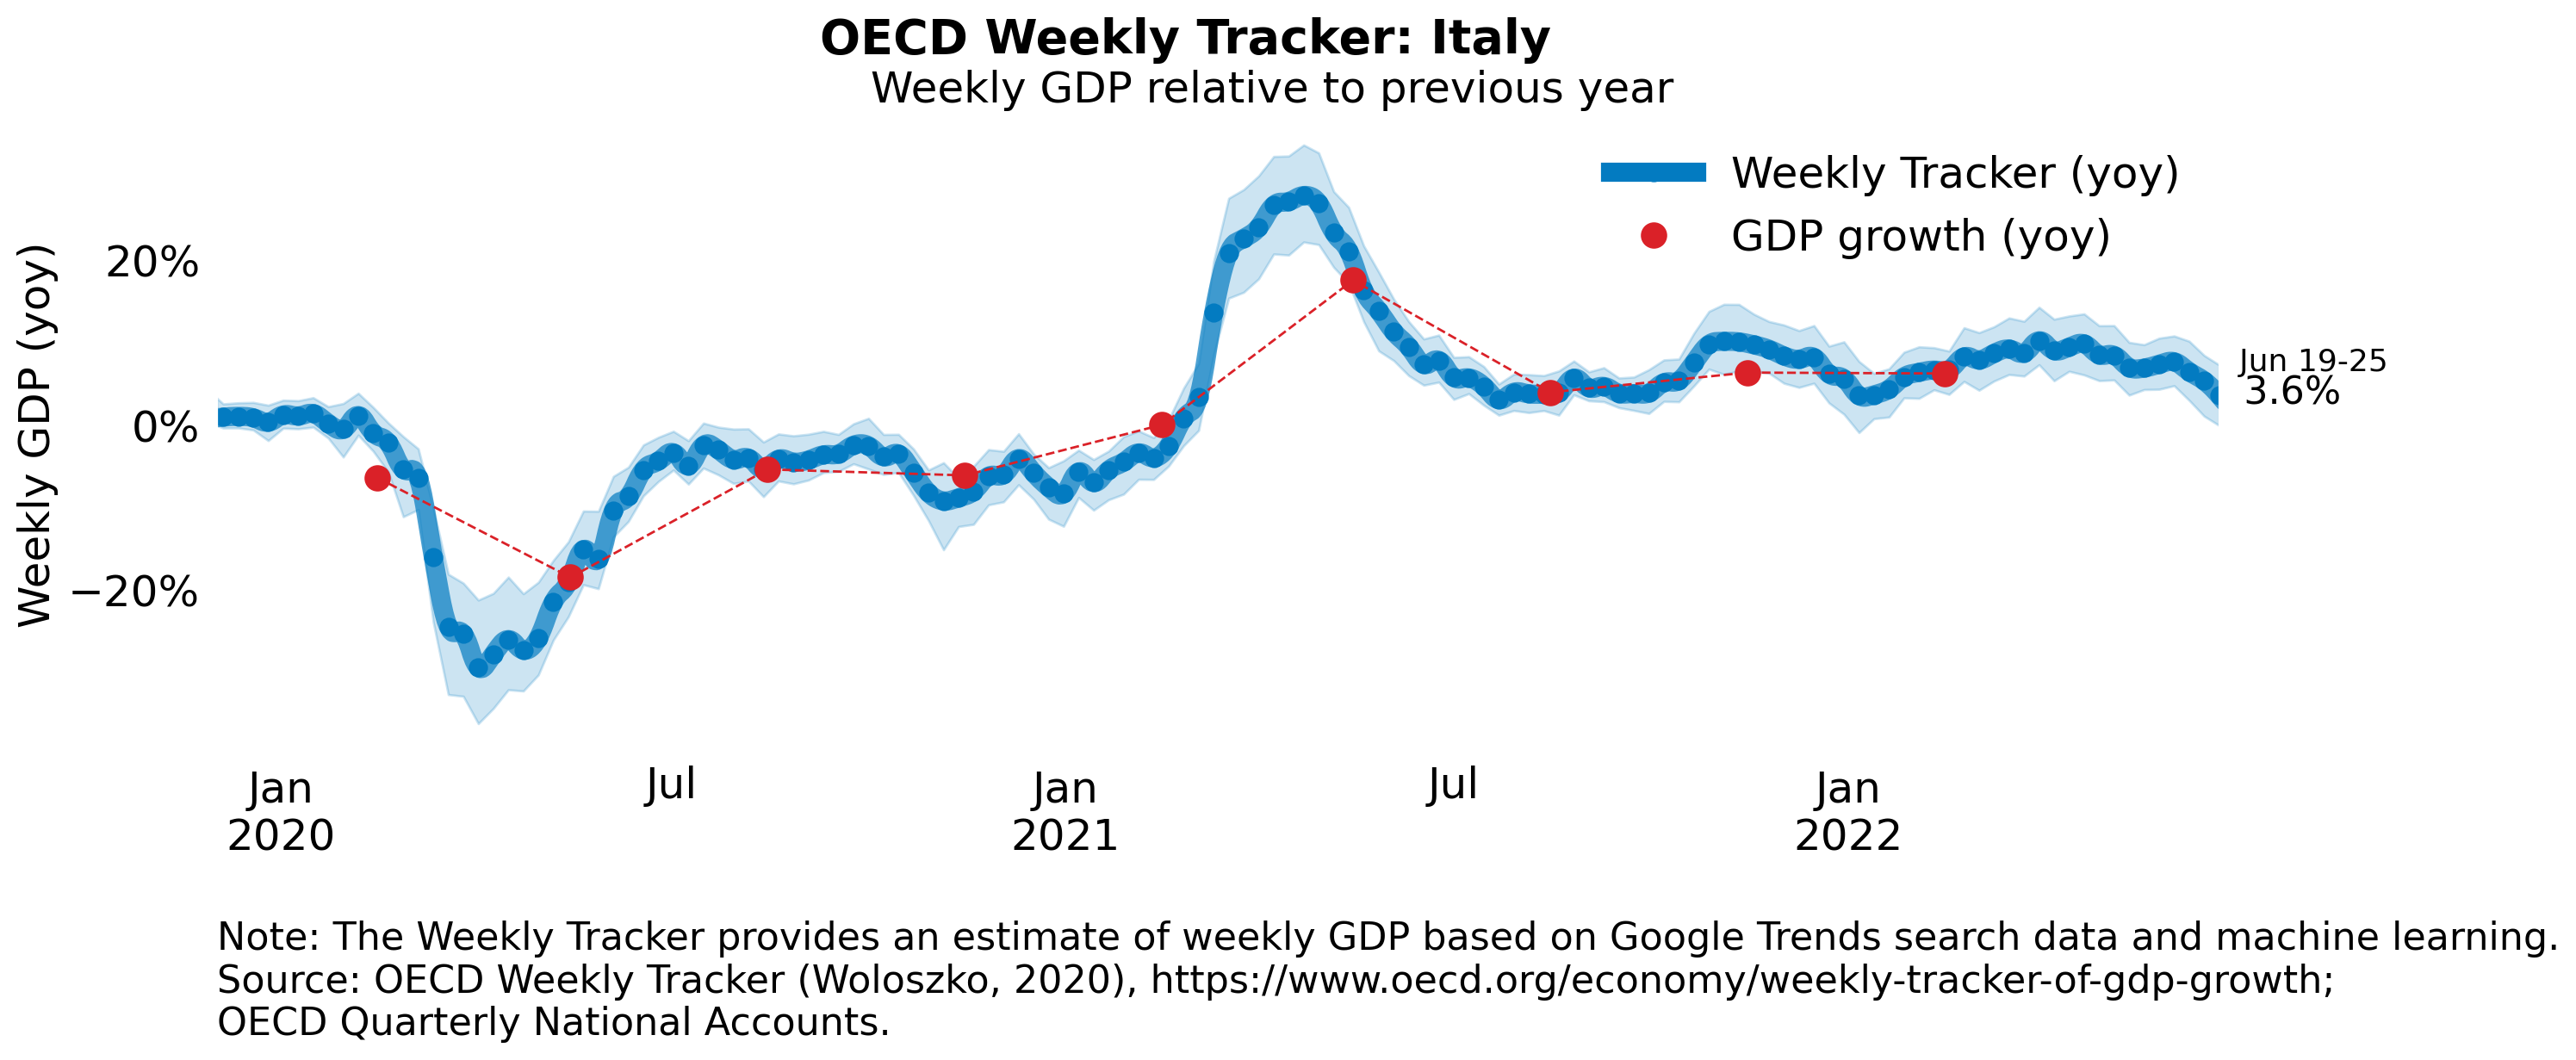 OECD Weekly Tracker: Italy
Weekly GDP relative to previous year
Weekly Tracker (yoy)
GDP growth (yoy)
Weekly GDP (yoy)
20%
0%
−20%
Jun 19-25
3.6%
Jan
2020
Jul
Jan
2021
Jul
Jan
2022
Note: The Weekly Tracker provides an estimate of weekly GDP based on Google Trends search data and machine learning.
Source: OECD Weekly Tracker (Woloszko, 2020), https://www.oecd.org/economy/weekly-tracker-of-gdp-growth;
OECD Quarterly National Accounts.